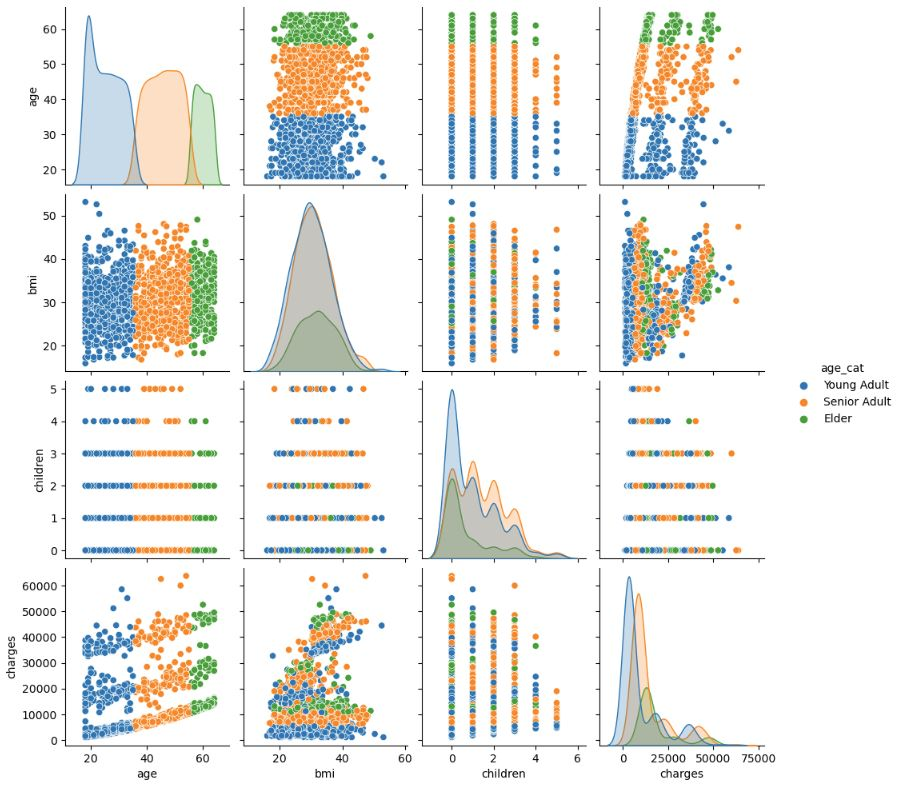 60
50
40
30
20
age
50
40
30
20
bmi
age_cat
Young Adult
Senior Adult
Elder
5
4
3
2
1
0
children
60000
50000
40000
30000
20000
10000
0
charges
20 40 60
age
20 40 60
bmi
0 2 4 6
children
0 25000 50000 75000
charges